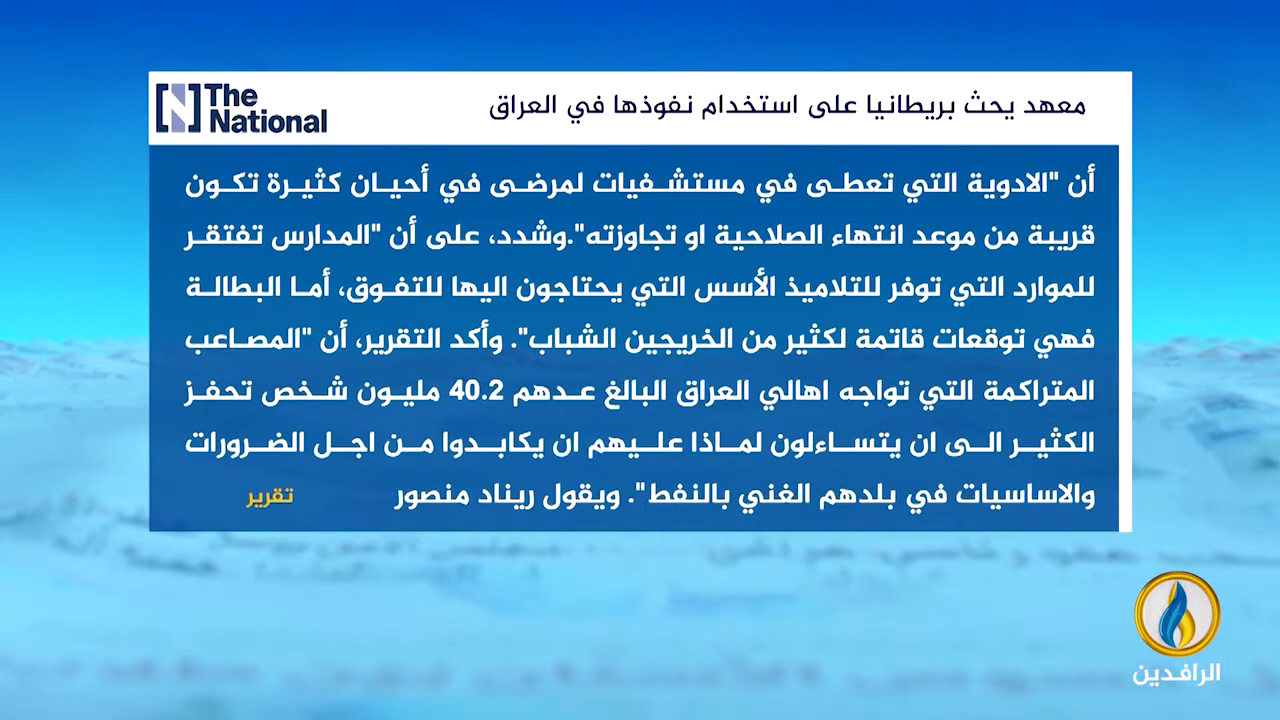 The
National
معهد يحث بريطانيا على استخدام نفوذها في العراق
أن "الادوية التي تعطى في مستشفيات لمرضى في أحيان كثيرة تكون
قريبة من موعد انتهاء الصلاحية او تجاوزته".وشدد، على أن "المدارس تفتقر
للموارد التي توفر للتلاميذ الأسس التي يحتاجون اليها للتفوق، أما البطالة
فهي توقعات قاتمة لكثير من الخريجين الشباب". وأكد التقرير، أن "المصاعب
المتراكمة التي تواجه اهالي العراق البالغ عدهم 40.2 مليون شخص تحفز
الكثير الى ان يتساءلون لماذا عليهم ان يكابدوا من اجل الضرورات
والاساسيات في بلدهم الغني بالنفط". ويقول ريناد منصور
تقرير
الرافدين